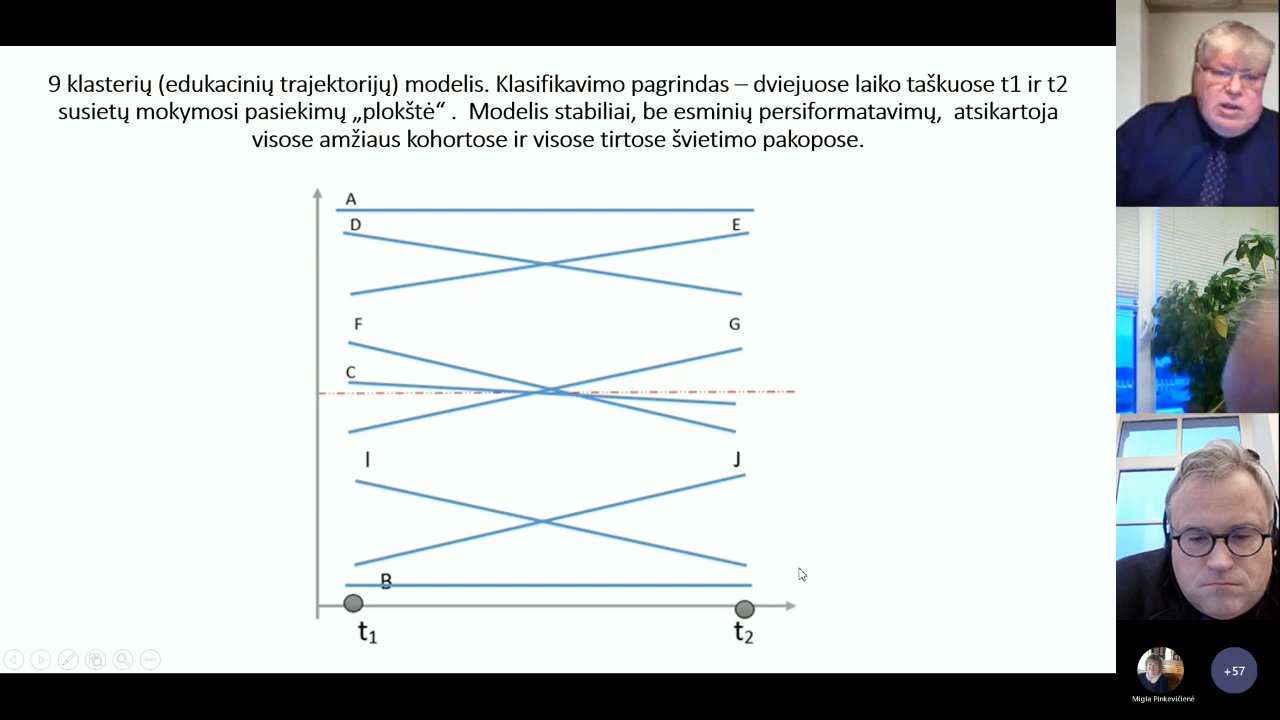 9 klasterių (edukacinių trajektorijų) modelis. Klasifikavimo pagrindas – dviejuose laiko taškuose t1 ir t2
susietų mokymosi pasiekimų „plokštė“ .  Modelis stabiliai, be esminių persiformatavimų,  atsikartoja
visose amžiaus kohortose ir visose tirtose švietimo pakopose.
A
D E
F G
C
I J
B
t1 t2
+57
Migla Pinkevičienė